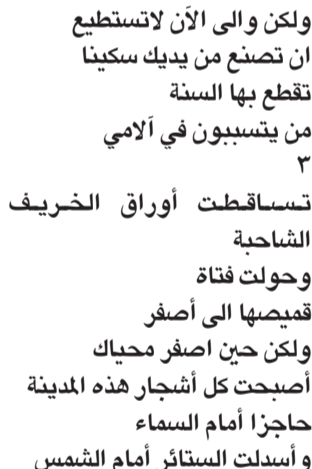 ولكن والى الآن لاتستطيع
ان تصنع من يديك سكينا
تقطع بها السنة
من يتسببون في آلامي
٣
تساقطت أوراق الخريف
الشاحبة
وحولت فتاة
قميصها الى أصفر
ولكن حين اصفر محياك
أصبحت كل أشجار هذه المدينة
حاجزا أمام السماء
وأسدلت الستائر أمام الشمس